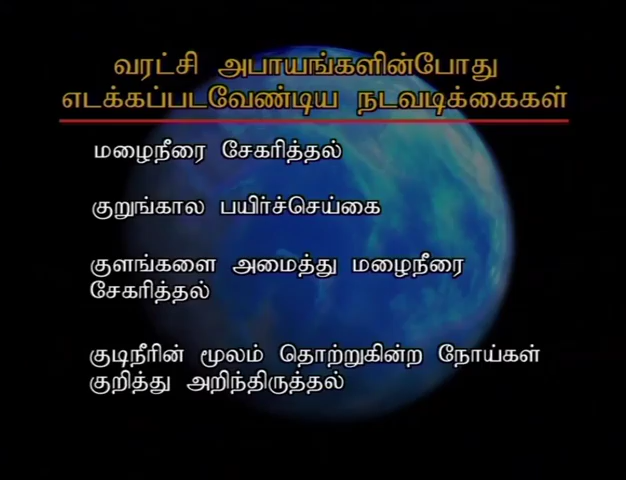 வரட்சி அபாயங்களின்போது
எடக்கப்படவேண்டிய நடவடிக்கைகள்
மழைநீரை சேகரித்தல்
குறுங்கால பயிர்ச்செய்கை
குளங்களை அமைத்து மழைநீரை
சேகரித்தல்
குடிநீரின் மூலம் தொற்றுகின்ற நோய்கள்
குறித்து அறிந்திருத்தல்